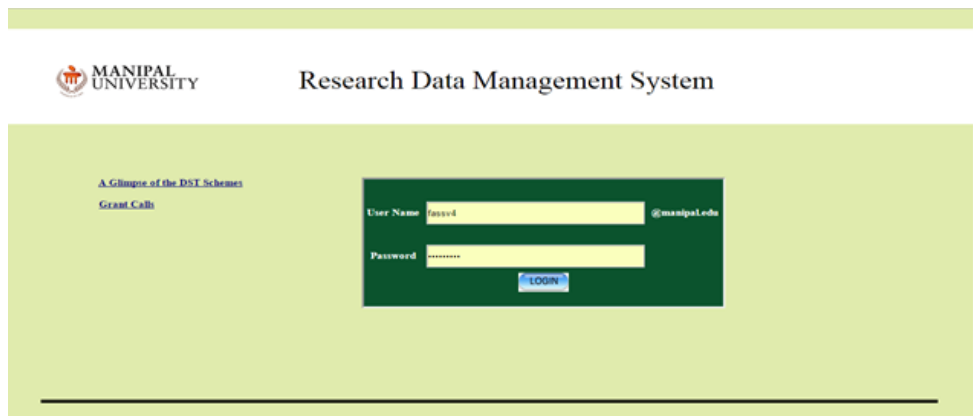 MANIPAL
UNIVERSITY
Research Data Management System
A Glimpse of the DST Schemes
Grant Calls
User Name fassv4 @manipal.edu
Password •••••••••
LOGIN